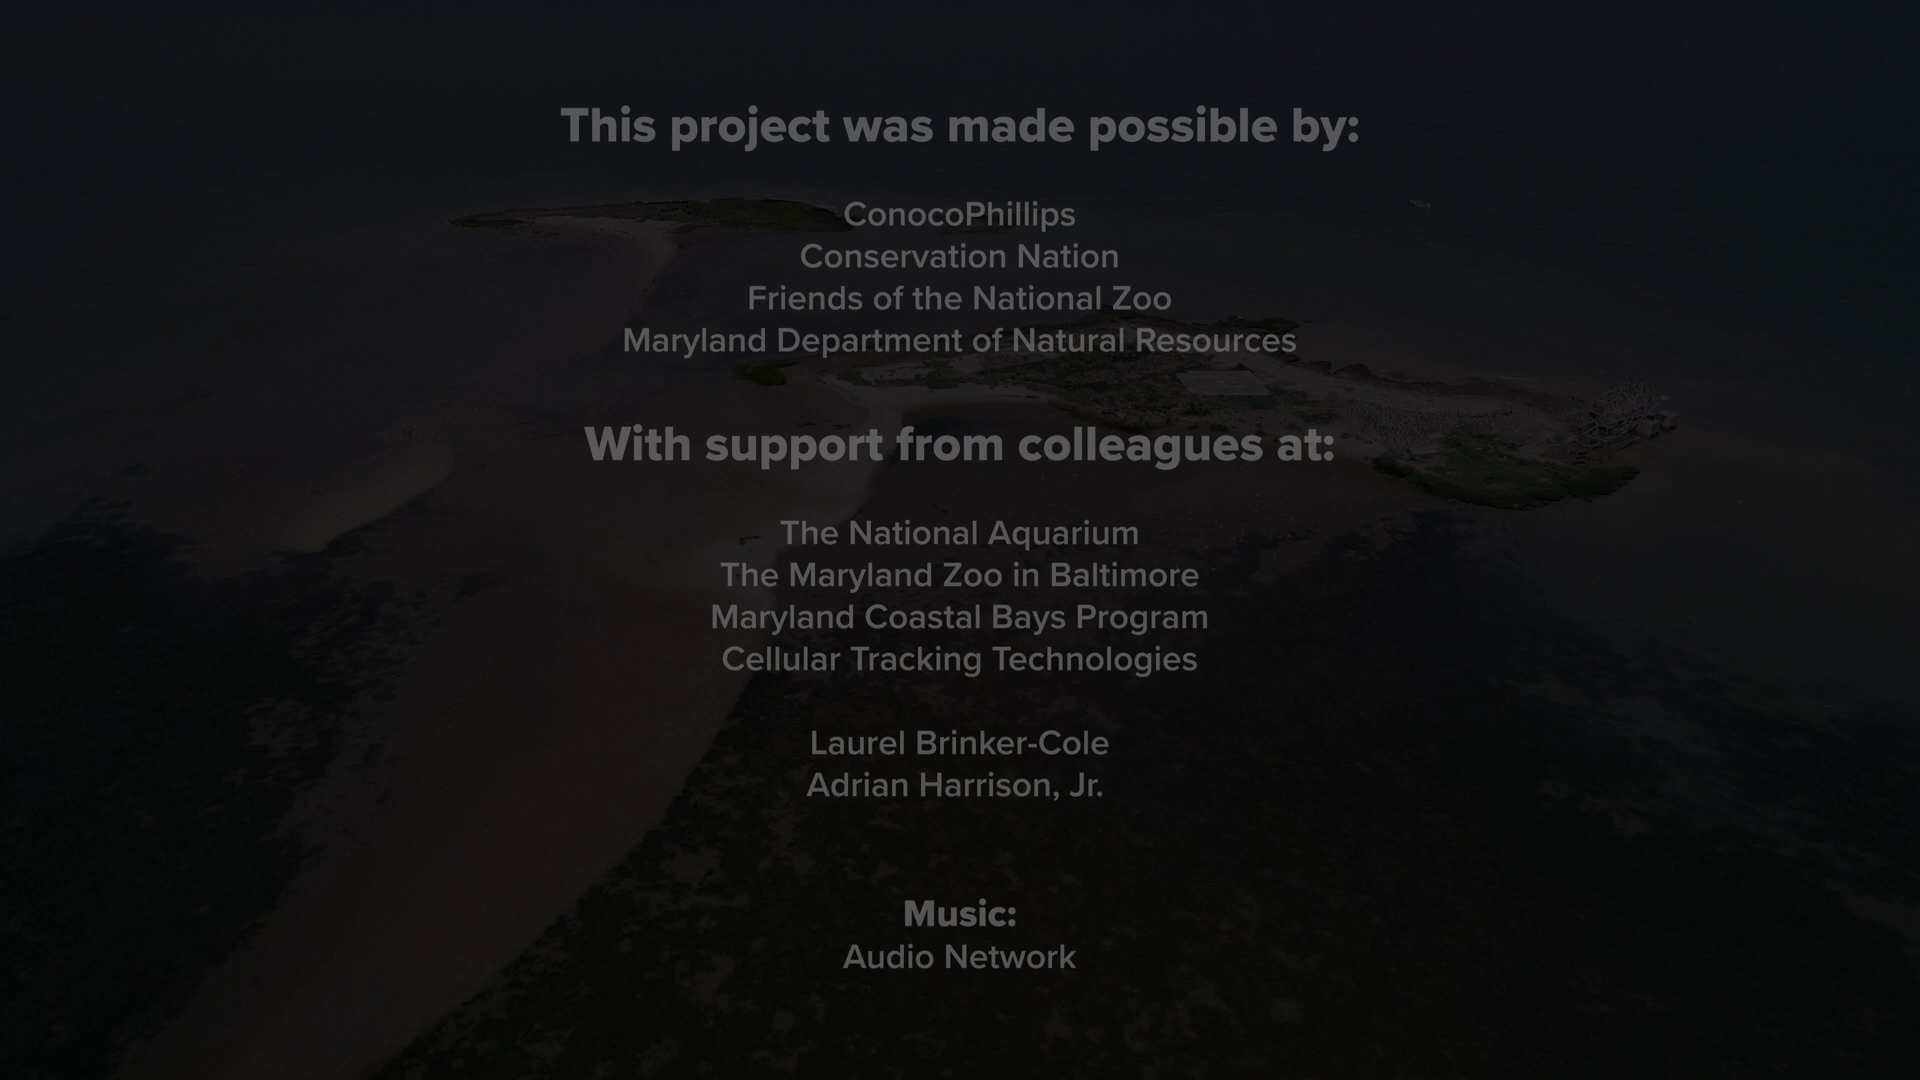 This project was made possible by:
ConocoPhillips
Conservation Nation
Friends of the National Zoo
Maryland Department of Natural Resources
With support from colleagues at:
The National Aquarium
The Maryland Zoo in Baltimore
Maryland Coastal Bays Program
Cellular Tracking Technologies
Laurel Brinker-Cole
Adrian Harrison, Jr.
Music:
Audio Network